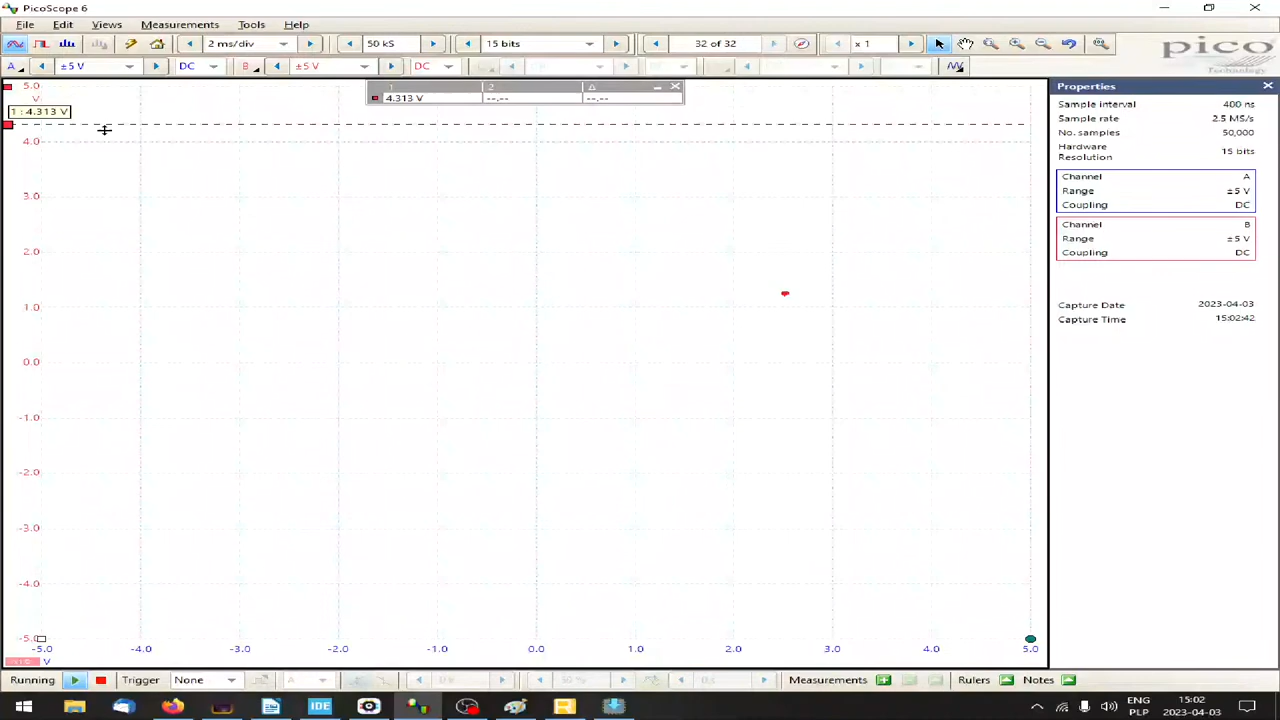 PicoScope 6
File Edit Views Measurements Tools Help
2 ms/div 50 kS 15 bits 32 of 32 x 1
pico
Technology
A ±5 V DC B ±5 V DC
1 2 Δ
4.313 V --.-- --.--
5.0
V
1 : 4.313 V
4.0
3.0
2.0
1.0
0.0
-1.0
-2.0
-3.0
-4.0
-5.0
-5.0 -4.0 -3.0 -2.0 -1.0 0.0 1.0 2.0 3.0 4.0 5.0
V
Properties
Sample interval 400 ns
Sample rate 2.5 MS/s
No. samples 50,000
Hardware Resolution 15 bits
Channel A
Range ±5 V
Coupling DC
Channel B
Range ±5 V
Coupling DC
Capture Date 2023-04-03
Capture Time 15:02:42
Running Trigger None A Measurements Rulers Notes
IDE
ENG 15:02
PLP 2023-04-03